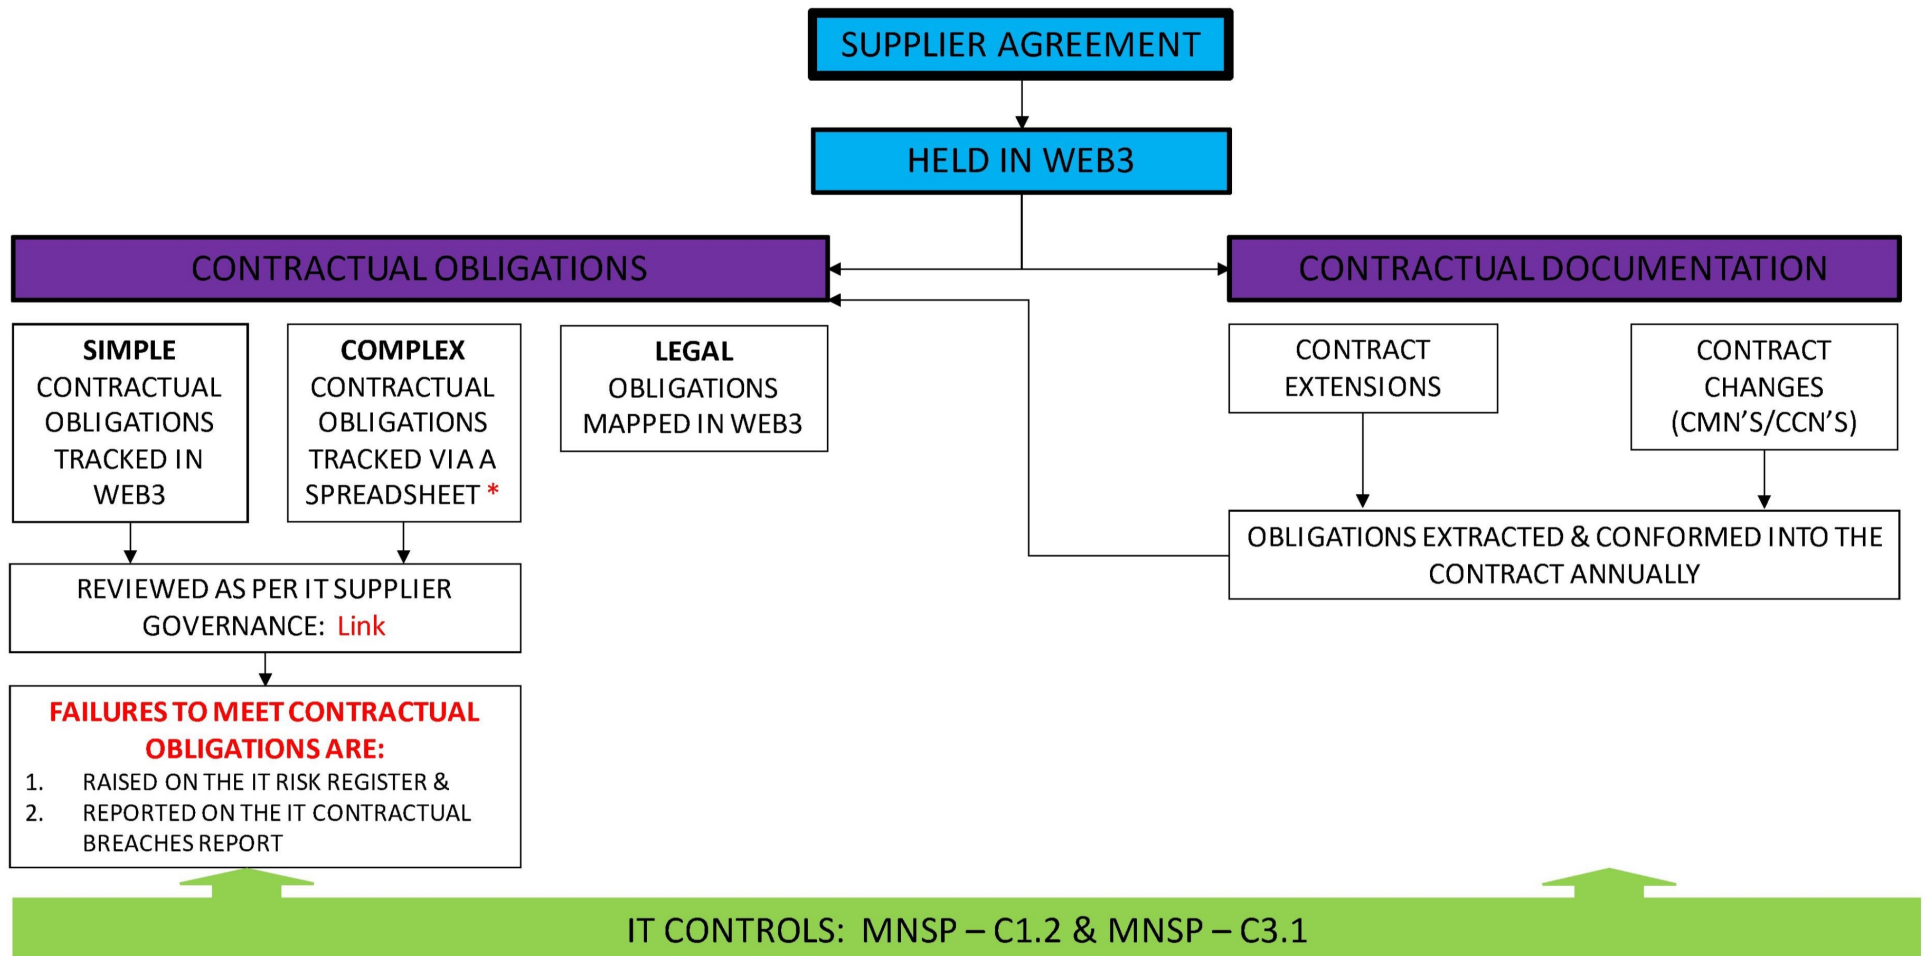 SUPPLIER AGREEMENT
HELD IN WEB3
CONTRACTUAL OBLIGATIONS
CONTRACTUAL DOCUMENTATION
SIMPLE
CONTRACTUAL
OBLIGATIONS
TRACKED IN
WEB3
COMPLEX
CONTRACTUAL
OBLIGATIONS
TRACKED VIA A
SPREADSHEET *
LEGAL
OBLIGATIONS
MAPPED IN WEB3
CONTRACT
EXTENSIONS
CONTRACT
CHANGES
(CMN’S/CCN’S)
REVIEWED AS PER IT SUPPLIER
GOVERNANCE: Link
OBLIGATIONS EXTRACTED & CONFORMED INTO THE
CONTRACT ANNUALLY
FAILURES TO MEET CONTRACTUAL
OBLIGATIONS ARE:
1. RAISED ON THE IT RISK REGISTER &
2. REPORTED ON THE IT CONTRACTUAL
BREACHES REPORT
IT CONTROLS: MNSP – C1.2 & MNSP – C3.1